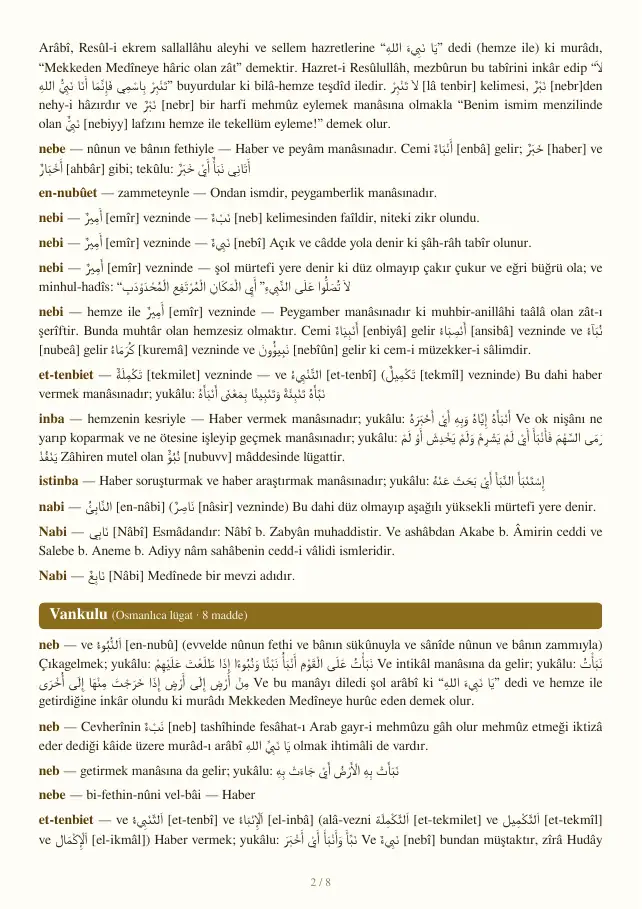 Arâbî, Resûl-i ekrem sallallâhu aleyhi ve sellem hazretlerine “يَا نَبِيءَ اللهِ” dedi (hemze ile) ki murâdı,
“Mekkeden Medîneye hâric olan zât” demektir. Hazret-i Resûlullâh, mezbûrun bu tabîrini inkâr edip “لاَ
تَنْبِرْ بِاسْمِي فَإِنَّمَا أَنَا نَبِيُّ اللهِ” buyurdular ki bilâ-hemze teşdîd iledir. لاَ تَنْبِرْ [lâ tenbir] kelimesi, نَبْرٌ [nebr]den
nehy-i hâzırdır ve نَبْرٌ [nebr] bir harfi mehmûz eylemek manâsına olmakla “Benim ismim menzilinde
olan نَبِيٌّ [nebiyy] lafzını hemze ile tekellüm eyleme!” demek olur.
nebe — nûnun ve bânın fethiyle — Haber ve peyâm manâsınadır. Cemi أَنْبَاءٌ [enbâ] gelir; خَبَرٌ [haber] ve
أَخْبَارٌ [ahbâr] gibi; tekûlu: أَتَانِي نَبَأٌ أَيْ خَبَرٌ
en-nubûet — zammeteynle — Ondan ismdir, peygamberlik manâsınadır.
nebi — أَمِيرٌ [emîr] vezninde — نَبْءٌ [neb] kelimesinden faîldir, niteki zikr olundu.
nebi — أَمِيرٌ [emîr] vezninde — نَبِيءٌ [nebî] Açık ve câdde yola denir ki şâh-râh tabîr olunur.
nebi — أَمِيرٌ [emîr] vezninde — şol mürtefi yere denir ki düz olmayıp çakır çukur ve eğri büğrü ola; ve
minhul-hadîs: “لاَ تُصَلُّوا عَلَى النَّبِيءِ” أَيِ الْمَكَانِ الْمُرْتَفِعِ الْمُحْدَوْدَبِ
nebi — hemze ile أَمِيرٌ [emîr] vezninde — Peygamber manâsınadır ki muhbir-anillâhi taâlâ olan zât-ı
şerîftir. Bunda muhtâr olan hemzesiz olmaktır. Cemi أَنْبِيَاءُ [enbiyâ] gelir أَنْصِبَاءُ [ansibâ] vezninde ve نُبَآءُ
[nubeâ] gelir كُرَمَاءُ [kuremâ] vezninde ve نَبِيؤُونَ [nebîûn] gelir ki cem-i müzekker-i sâlimdir.
et-tenbiet — تَكْمِلَةٌ [tekmilet] vezninde — ve اَلتَّنْبِيءُ [et-tenbî] (تَكْمِيلٌ [tekmîl] vezninde) Bu dahi haber
vermek manâsınadır; yukâlu: نَبَّأَهُ تَنْبِئَةً وَتَنْبِيئًا بِمَعْنَى أَنْبَأَهُ
inba — hemzenin kesriyle — Haber vermek manâsınadır; yukâlu: أَنْبَأَهُ إِيَّاهُ وَبِهِ أَيْ أَخْبَرَهُ Ve ok nişânı ne
yarıp koparmak ve ne ötesine işleyip geçmek manâsınadır; yukâlu: رَمَى السَّهْمَ فَأَنْبَأَ أَيْ لَمْ يَشْرِمْ وَلَمْ يَخْدِشْ أَوْ لَمْ
يَنْفُذْ Zâhiren mutel olan نُبُوٌّ [nubuvv] mâddesinde lügattir.
istinba — Haber soruşturmak ve haber araştırmak manâsınadır; yukâlu: إِسْتَنْبَأَ النَّبَأَ أَيْ بَحَثَ عَنْهُ
nabi — اَلنَّابِئُ [en-nâbi] (نَاصِرٌ [nâsir] vezninde) Bu dahi düz olmayıp aşağılı yüksekli mürtefi yere denir.
Nabi — نَابِي [Nâbî] Esmâdandır: Nâbî b. Zabyân muhaddistir. Ve ashâbdan Akabe b. Âmirin ceddi ve
Salebe b. Aneme b. Adiyy nâm sahâbenin cedd-i vâlidi ismleridir.
Nabi — نَابِعٌ [Nâbi] Medînede bir mevzi adıdır.
Vankulu (Osmanlıca lügat · 8 madde)
neb — ve اَلنُّبُوءُ [en-nubû] (evvelde nûnun fethi ve bânın sükûnuyla ve sânîde nûnun ve bânın zammıyla)
Çıkagelmek; yukâlu: نَبَأْتُ عَلَى الْقَوْمِ أَنْبَأُ نَبْئًا وَنُبُوءًا إِذَا طَلَعْتَ عَلَيْهِمْ Ve intikâl manâsına da gelir; yukâlu: نَبَأْتُ
مِنْ أَرْضٍ إِلَى أَرْضٍ إِذَا خَرَجْتَ مِنْهَا إِلَى أُخْرَى Ve bu manâyı diledi şol arâbî ki “يَا نَبِيءَ اللهِ” dedi ve hemze ile
getirdiğine inkâr olundu ki murâdı Mekkeden Medîneye hurûc eden demek olur.
neb — Cevherînin نَبْءٌ [neb] tashîhinde fesâhat-ı Arab gayr-i mehmûzu gâh olur mehmûz etmeği iktizâ
eder dediği kâide üzere murâd-ı arâbî يَا نَبِيَّ اللهِ olmak ihtimâli de vardır.
neb — getirmek manâsına da gelir; yukâlu: نَبَأَتْ بِهِ الْأَرْضُ أَيْ جَاءَتْ بِهِ
nebe — bi-fethin-nûni vel-bâi — Haber
et-tenbiet — ve اَلتَّنْبِيءُ [et-tenbî] ve اَلْإِنْبَاءُ [el-inbâ] (alâ-vezni اَلتَّكْمِلَةِ [et-tekmilet] ve اَلتَّكْمِيلِ [et-tekmîl]
ve اَلْإِكْمَالِ [el-ikmâl]) Haber vermek; yukâlu: نَبَّأَ وَأَنْبَأَ أَيْ أَخْبَرَ Ve نَبِيءٌ [nebî] bundan müştaktır, zîrâ Hudây
2 / 8